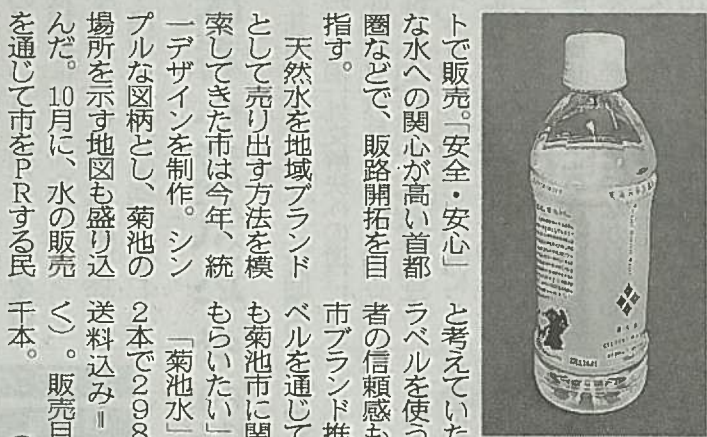 トで販売。「安全・安心」
な水への関心が高い首都
圏などで、販路開拓を目
指す。
天然水を地域ブランド
として売り出す方法を模
索してきた市は今年、統
一デザインを制作。シン
プルな図柄とし、菊池の
場所を示す地図も盛り込
んだ。10月に、水の販売
を通じて市をPRする民
と考えていた
ラベルを使う
者の信頼感も
市ブランド推
ベルを通じて
も菊池市に関
もらいたい」
「菊池水」
2本で298
送料込み＝
く）。販売
千本。